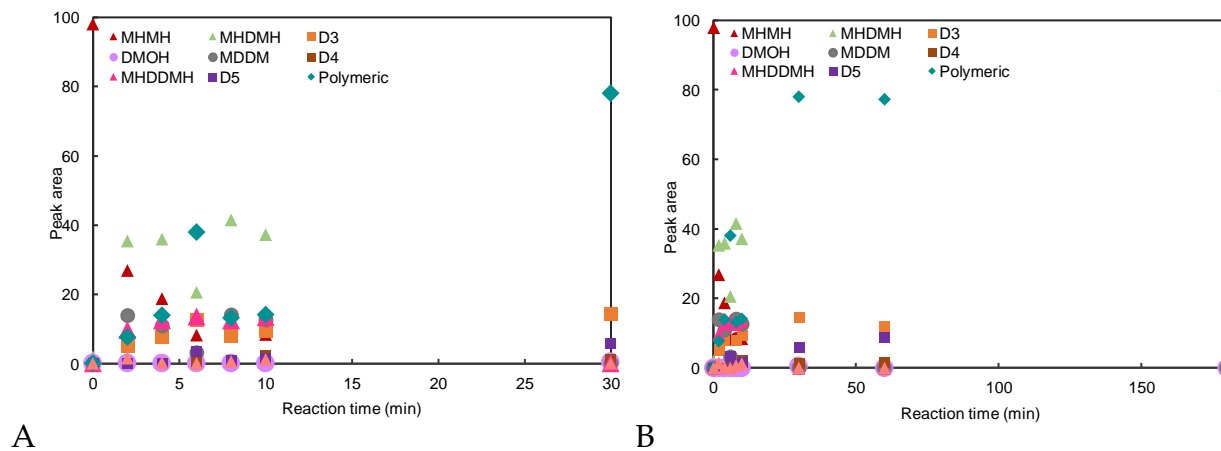 100
80
60
40
20
0
Peak area
MHMH MHDMH D3
DMOH MDDM D4
MHDDMH D5 Polymeric
0 5 10 15 20 25 30
Reaction time (min)
A
100
80
60
40
20
0
Peak area
MHMH MHDMH D3
DMOH MDDM D4
MHDDMH D5 Polymeric
0 50 100 150
Reaction time (min)
B